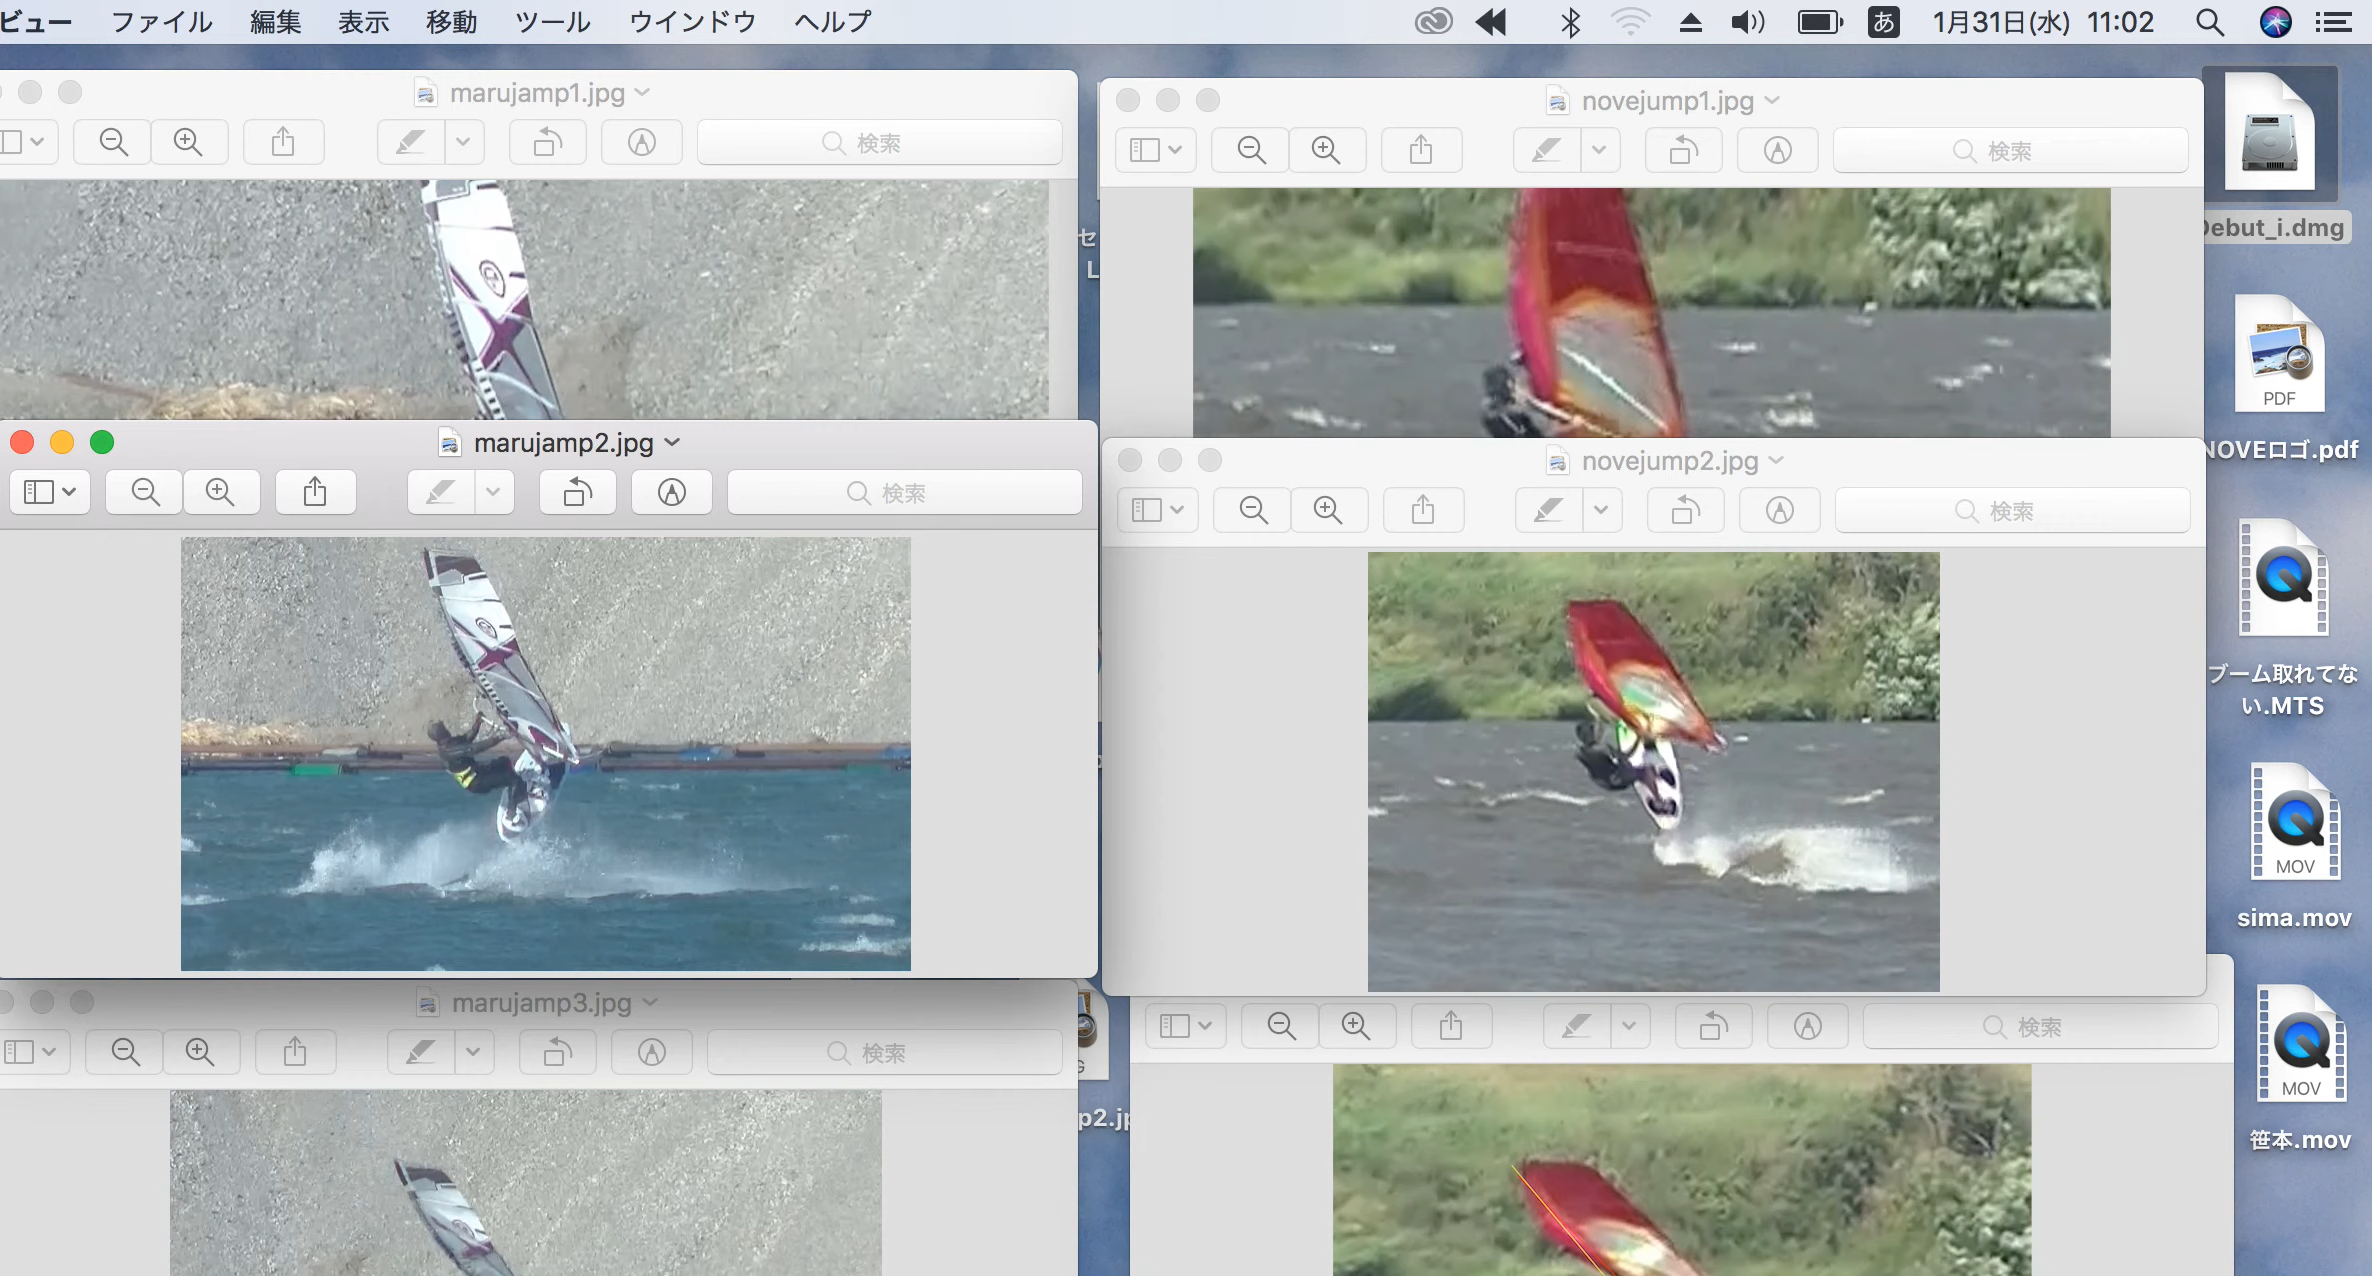 ビュー ファイル 編集 表示 移動 ツール ウインドウ ヘルプ あ 1月31日(水) 11:02
marujamp1.jpg
検索
novejump1.jpg
検索
Debut_i.dmg
セ
L
PDF
NOVEロゴ.pdf
marujamp2.jpg
検索
novejump2.jpg
検索
ブーム取れてな
い.MTS
MOV
sima.mov
marujamp3.jpg
検索
検索
G
p2.jp
MOV
笹本.mov